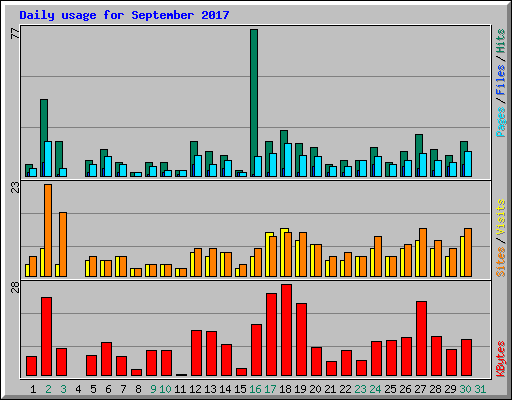 Daily usage for September 2017
77
Pages / Files / Hits
23
Sites / Visits
28
KBytes
1 2 3 4 5 6 7 8 9 10 11 12 13 14 15 16 17 18 19 20 21 22 23 24 25 26 27 28 29 30 31